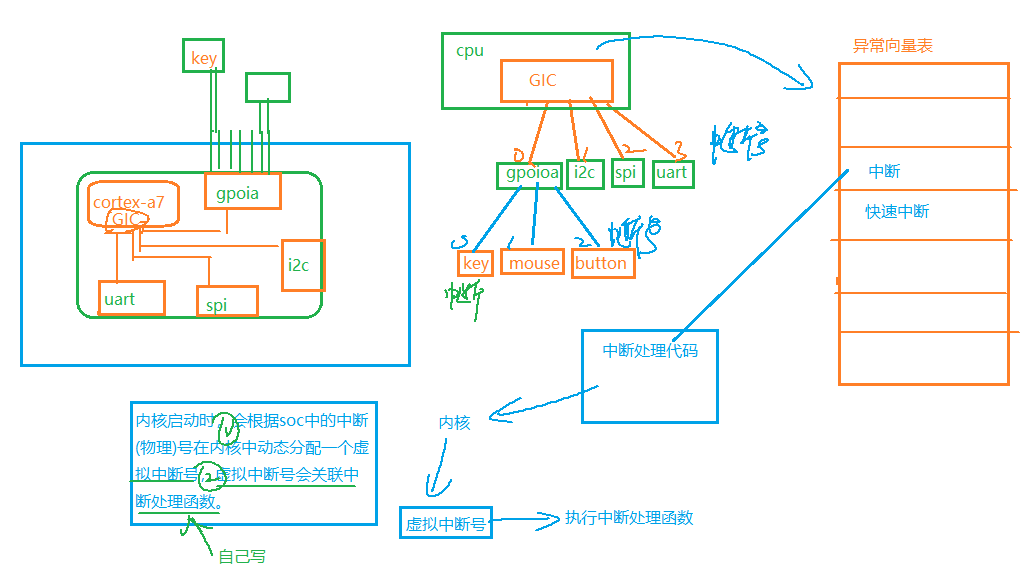 key
gpoia
cortex-a7
GIC
i2c
uart
spi
cpu
GIC
0
1
2
3
中断号
gpoioa
i2c
spi
uart
0
1
2
中断号
key
mouse
button
中断
异常向量表
中断
快速中断
中断处理代码
内核
虚拟中断号
执行中断处理函数
内核启动时1会根据soc中的中断
(物理)号在内核中动态分配一个虚
拟中断号,2虚拟中断号会关联中
断处理函数。
自己写